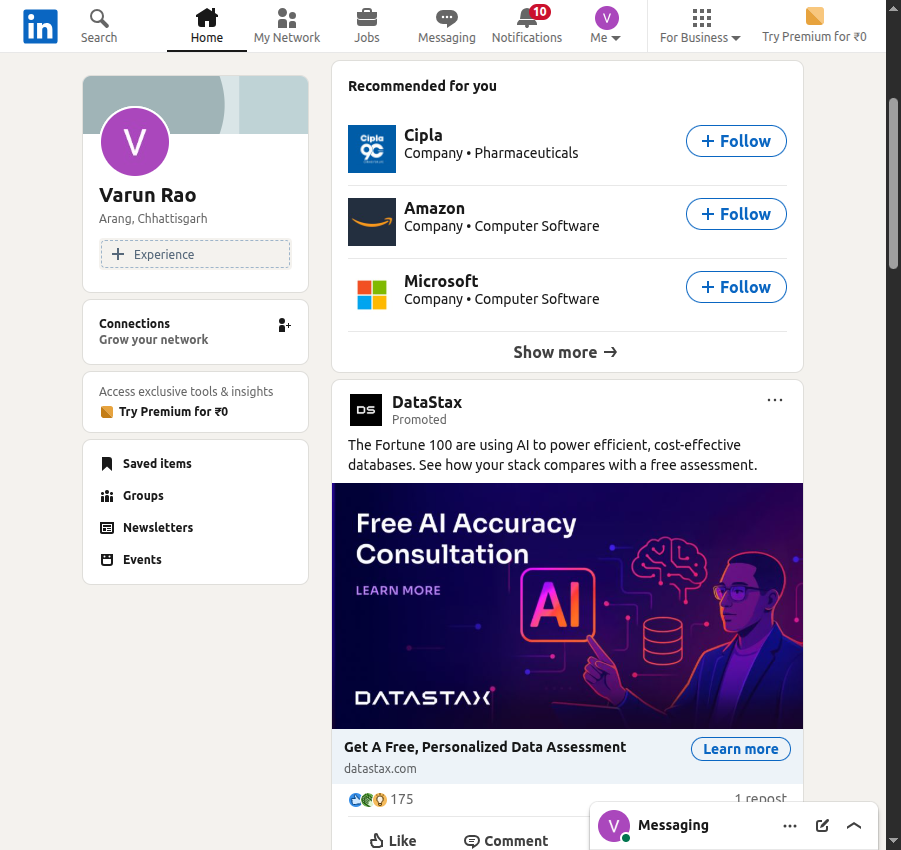 in
Search
Home
My Network
Jobs
Messaging
10
Notifications
V
Me
For Business
Try Premium for ₹0
V
Varun Rao
Arang, Chhattisgarh
+ Experience
Connections
Grow your network
Access exclusive tools & insights
Try Premium for ₹0
Saved items
Groups
Newsletters
Events
Recommended for you
Cipla
Cipla
Company • Pharmaceuticals
+ Follow
Amazon
Company • Computer Software
+ Follow
Microsoft
Company • Computer Software
+ Follow
Show more →
DS
DataStax
Promoted
The Fortune 100 are using AI to power efficient, cost-effective
databases. See how your stack compares with a free assessment.
Free AI Accuracy
Consultation
LEARN MORE
AI
DATASTAX
Get A Free, Personalized Data Assessment
datastax.com
Learn more
175
1 repost
Like
Comment
V
Messaging